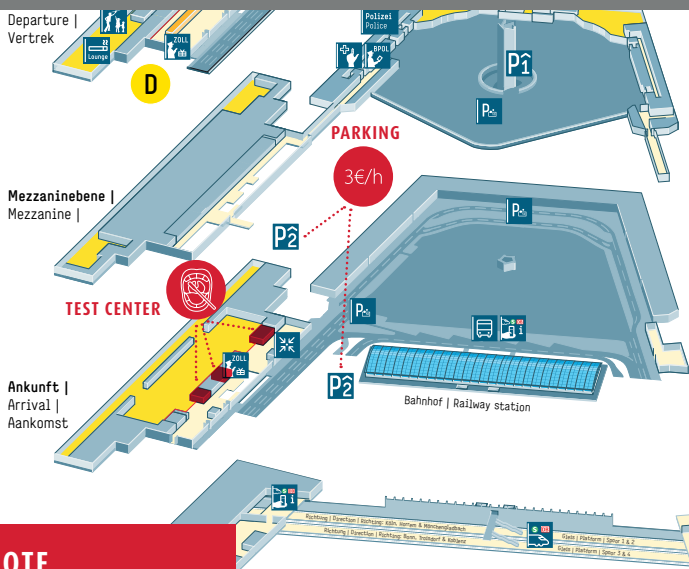 Departure |
Vertrek
Lounge
ZOLL
D
Polizei
Police
BPOL
P1
P
PARKING
3€/h
Mezzaninebene |
Mezzanine |
P2
P
TEST CENTER
P
i
ZOLL
Ankunft |
Arrival |
Aankomst
P2
Bahnhof | Railway station
i
Richtung | Direction | Richting: Köln, Horrem & Mönchengladbach
Richtung | Direction | Richting: Bonn, Troisdorf & Koblenz
Gleis | Platform | Spoor 1 & 2
Gleis | Platform | Spoor 3 & 4